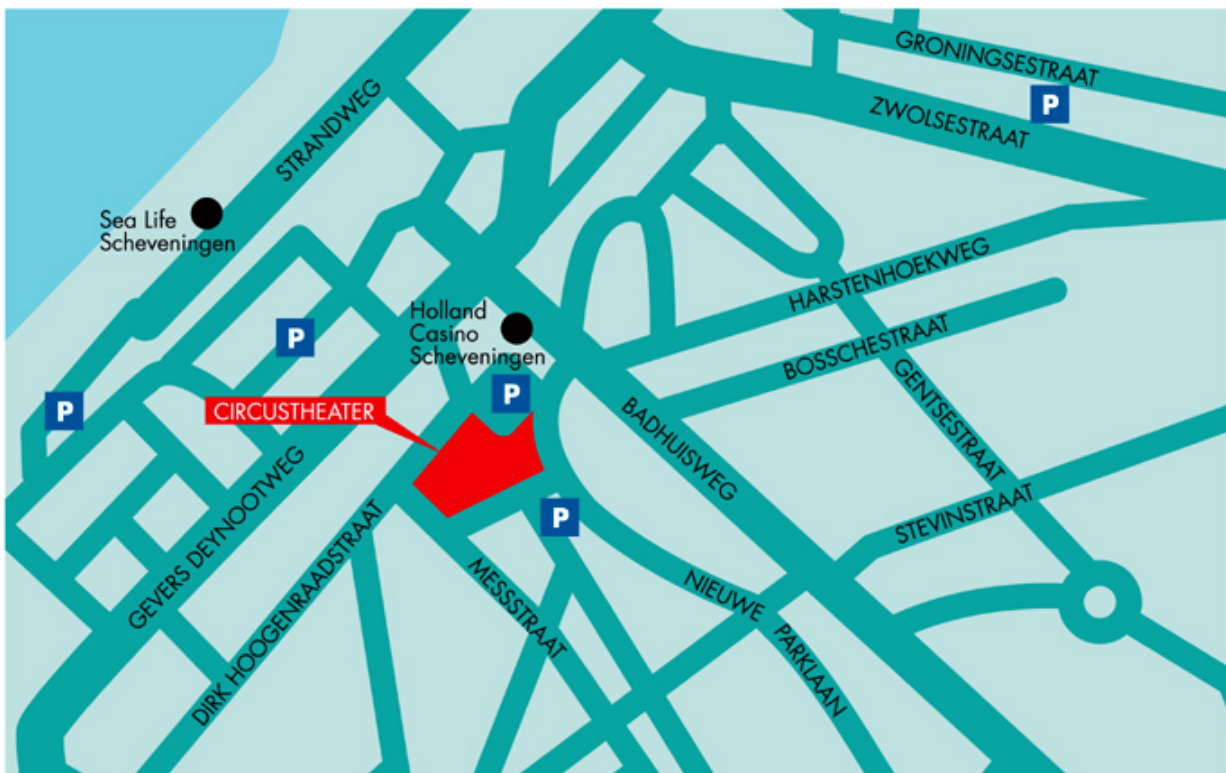 GRONINGSESTRAAT
P
ZWOLSESTRAAT
STRANDWEG
Sea Life
Scheveningen
HARSTENHOEKWEG
Holland
Casino
Scheveningen
P
BOSSCHESTRAAT
P
P
CIRCUSTHEATER
GENTSESTRAAT
BADHUISWEG
GEVERS DEYNOOTWEG
P
STEVINSTRAAT
DIRK HOOGENRAADSTRAAT
MESSSTRAAT
NIEUWE PARKLAAN